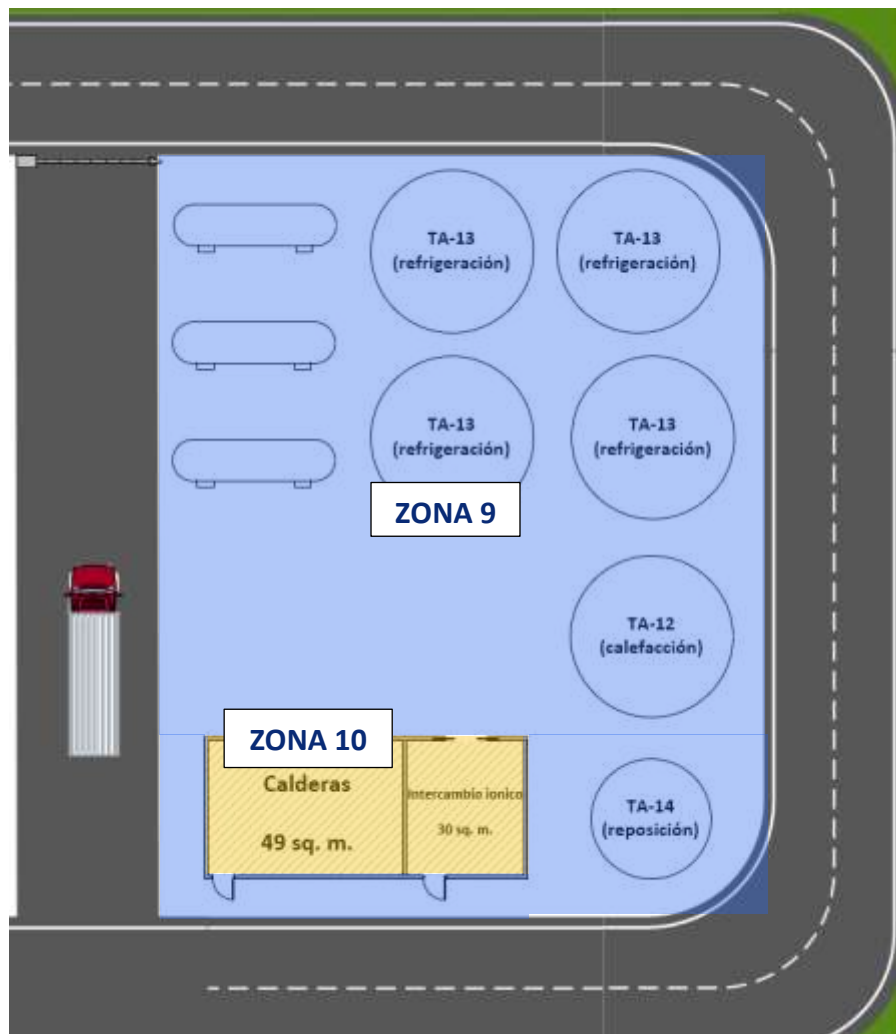 TA-13
(refrigeración)
TA-13
(refrigeración)
TA-13
(refrigeración)
TA-13
(refrigeración)
ZONA 9
TA-12
(calefacción)
ZONA 10
Calderas
49 sq. m.
Intercambio ionico
30 sq. m.
TA-14
(reposición)